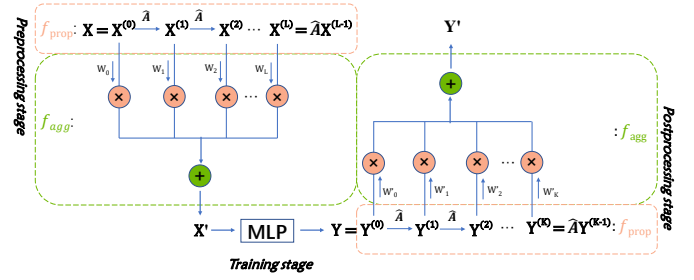 Preprocessing stage
f_prop: X = X^(0) Â→ X^(1) Â→ X^(2) ⋯ X^(L) = ÂX^(L-1)
W_0 W_1 W_2 W_L
× × × ×
f_agg:
+
X' → MLP → Y = Y^(0) Â→ Y^(1) Â→ Y^(2) ⋯ Y^(K) = ÂY^(K-1) :f_prop
Training stage
Y'
+
:f_agg
× × × ⋯ ×
W'_0 W'_1 W'_2 W'_K
Postprocessing stage